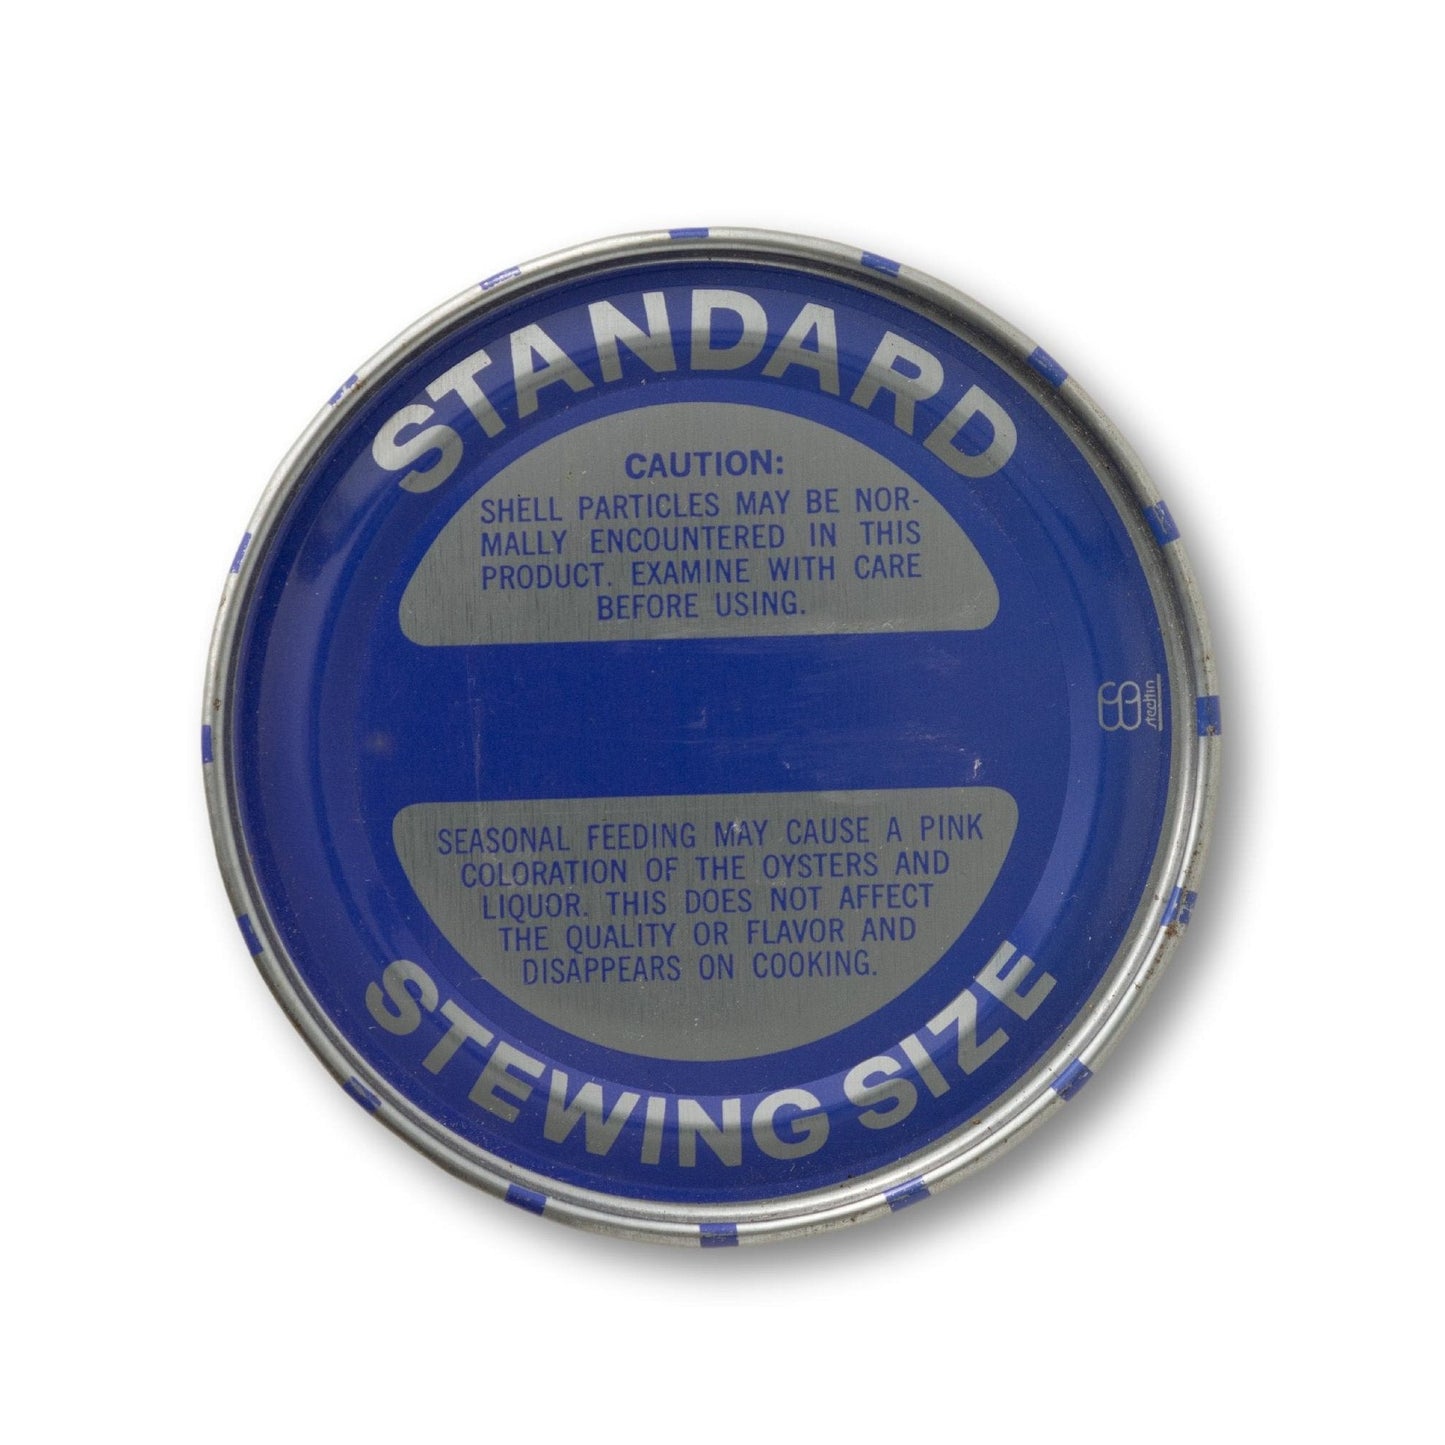 STANDARD
CAUTION:
SHELL PARTICLES MAY BE NOR-
MALLY ENCOUNTERED IN THIS
PRODUCT. EXAMINE WITH CARE
BEFORE USING.
SEASONAL FEEDING MAY CAUSE A PINK
COLORATION OF THE OYSTERS AND
LIQUOR. THIS DOES NOT AFFECT
THE QUALITY OR FLAVOR AND
DISAPPEARS ON COOKING.
STEWING SIZE